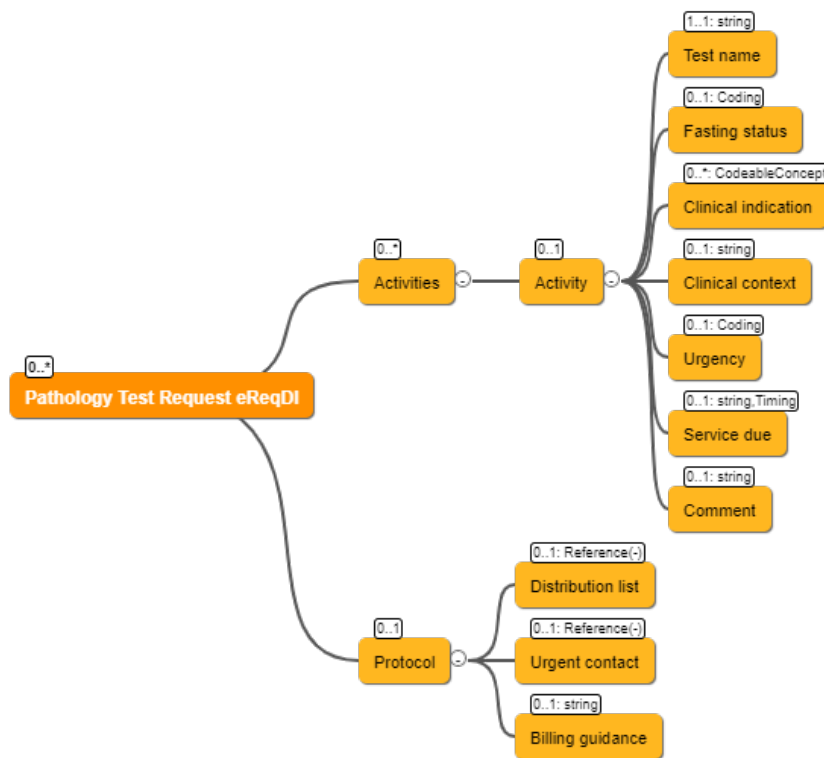 1..1: string
Test name
0..1: Coding
Fasting status
0..*: CodeableConcept
Clinical indication
0..*
Activities
-
0..1
Activity
-
0..1: string
Clinical context
0..1: Coding
Urgency
0..*
Pathology Test Request eReqDI
0..1: string,Timing
Service due
0..1: string
Comment
0..1: Reference(-)
Distribution list
0..1
Protocol
-
0..1: Reference(-)
Urgent contact
0..1: string
Billing guidance